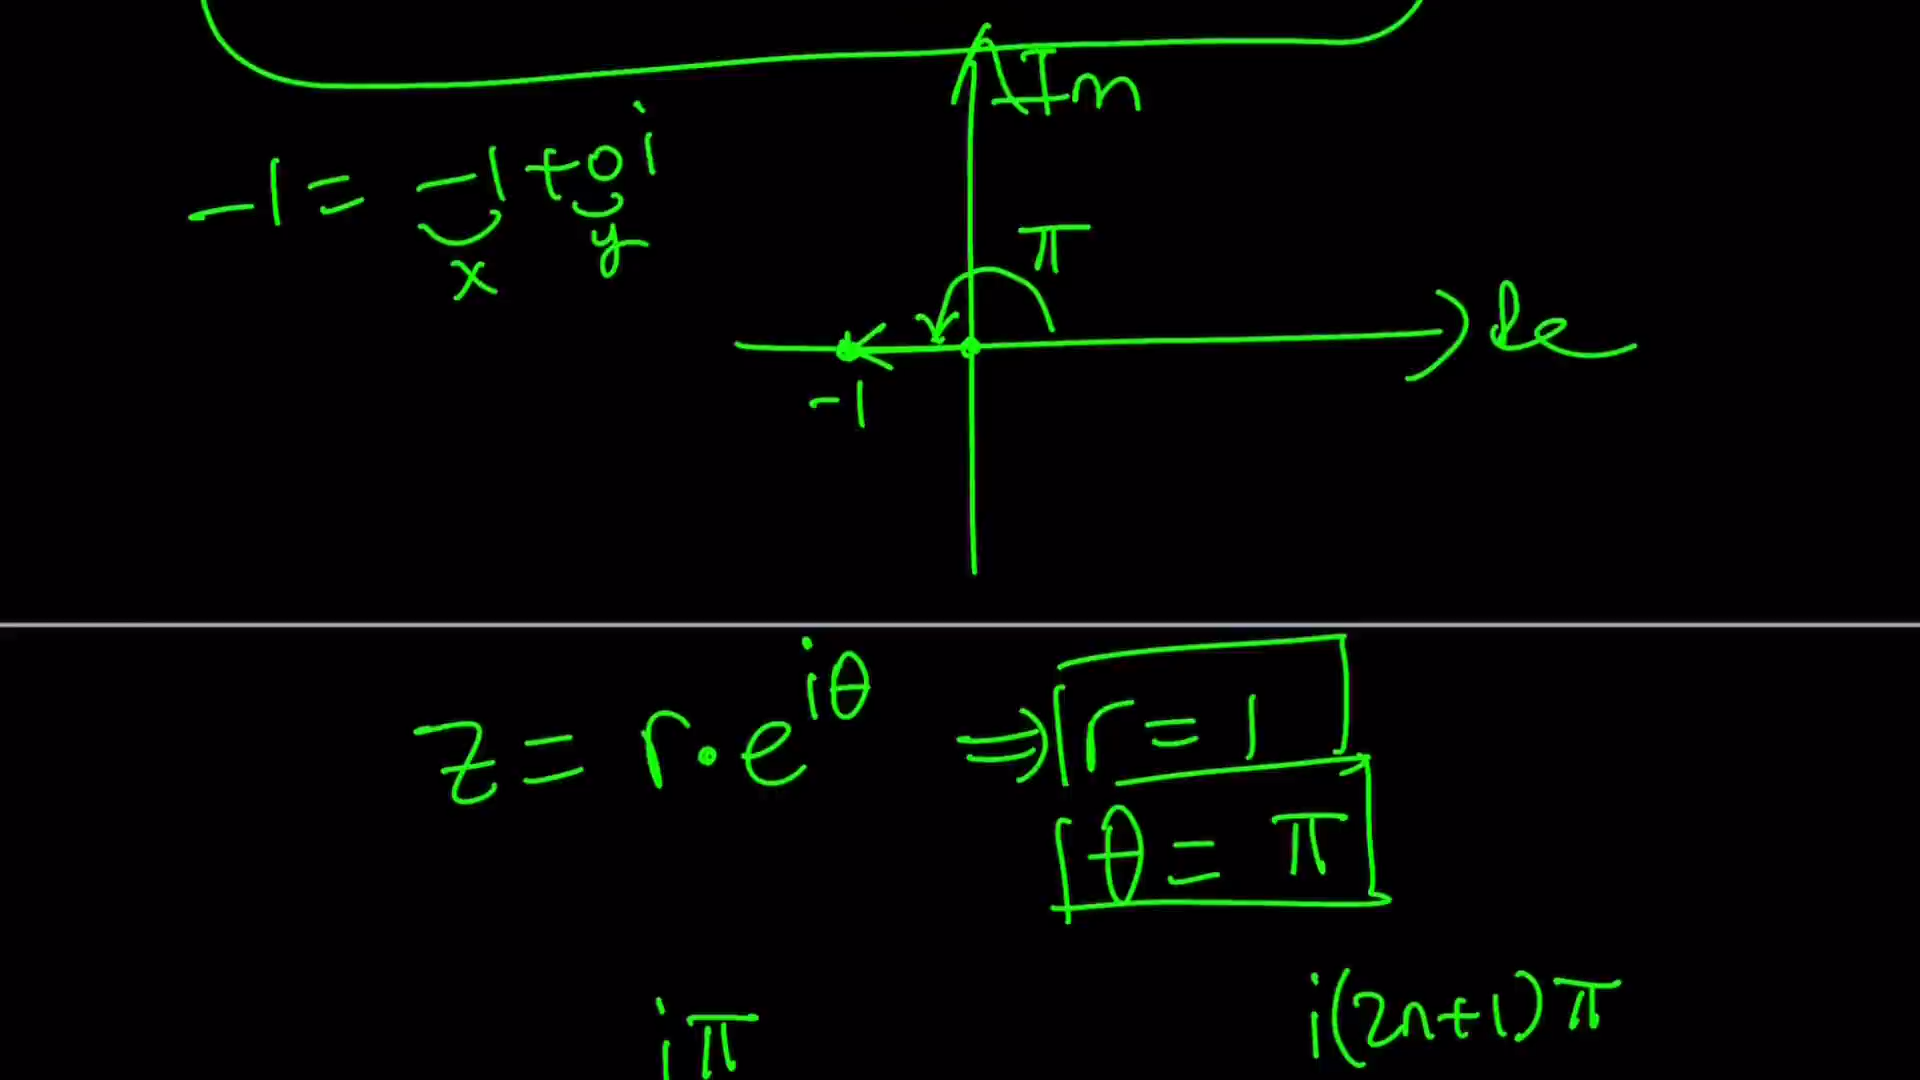 Im
-1 = -1+0i
x y
π
Re
-1
z = r·e^{iθ} ⇒ r = 1
θ = π
iπ i(2n+1)π